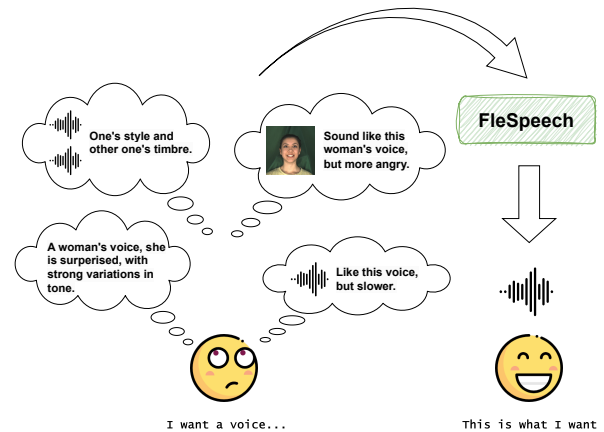 One's style and
other one's timbre.
Sound like this
woman's voice,
but more angry.
FleSpeech
A woman's voice, she
is surperised, with
strong variations in
tone.
Like this voice,
but slower.
I want a voice...
This is what I want